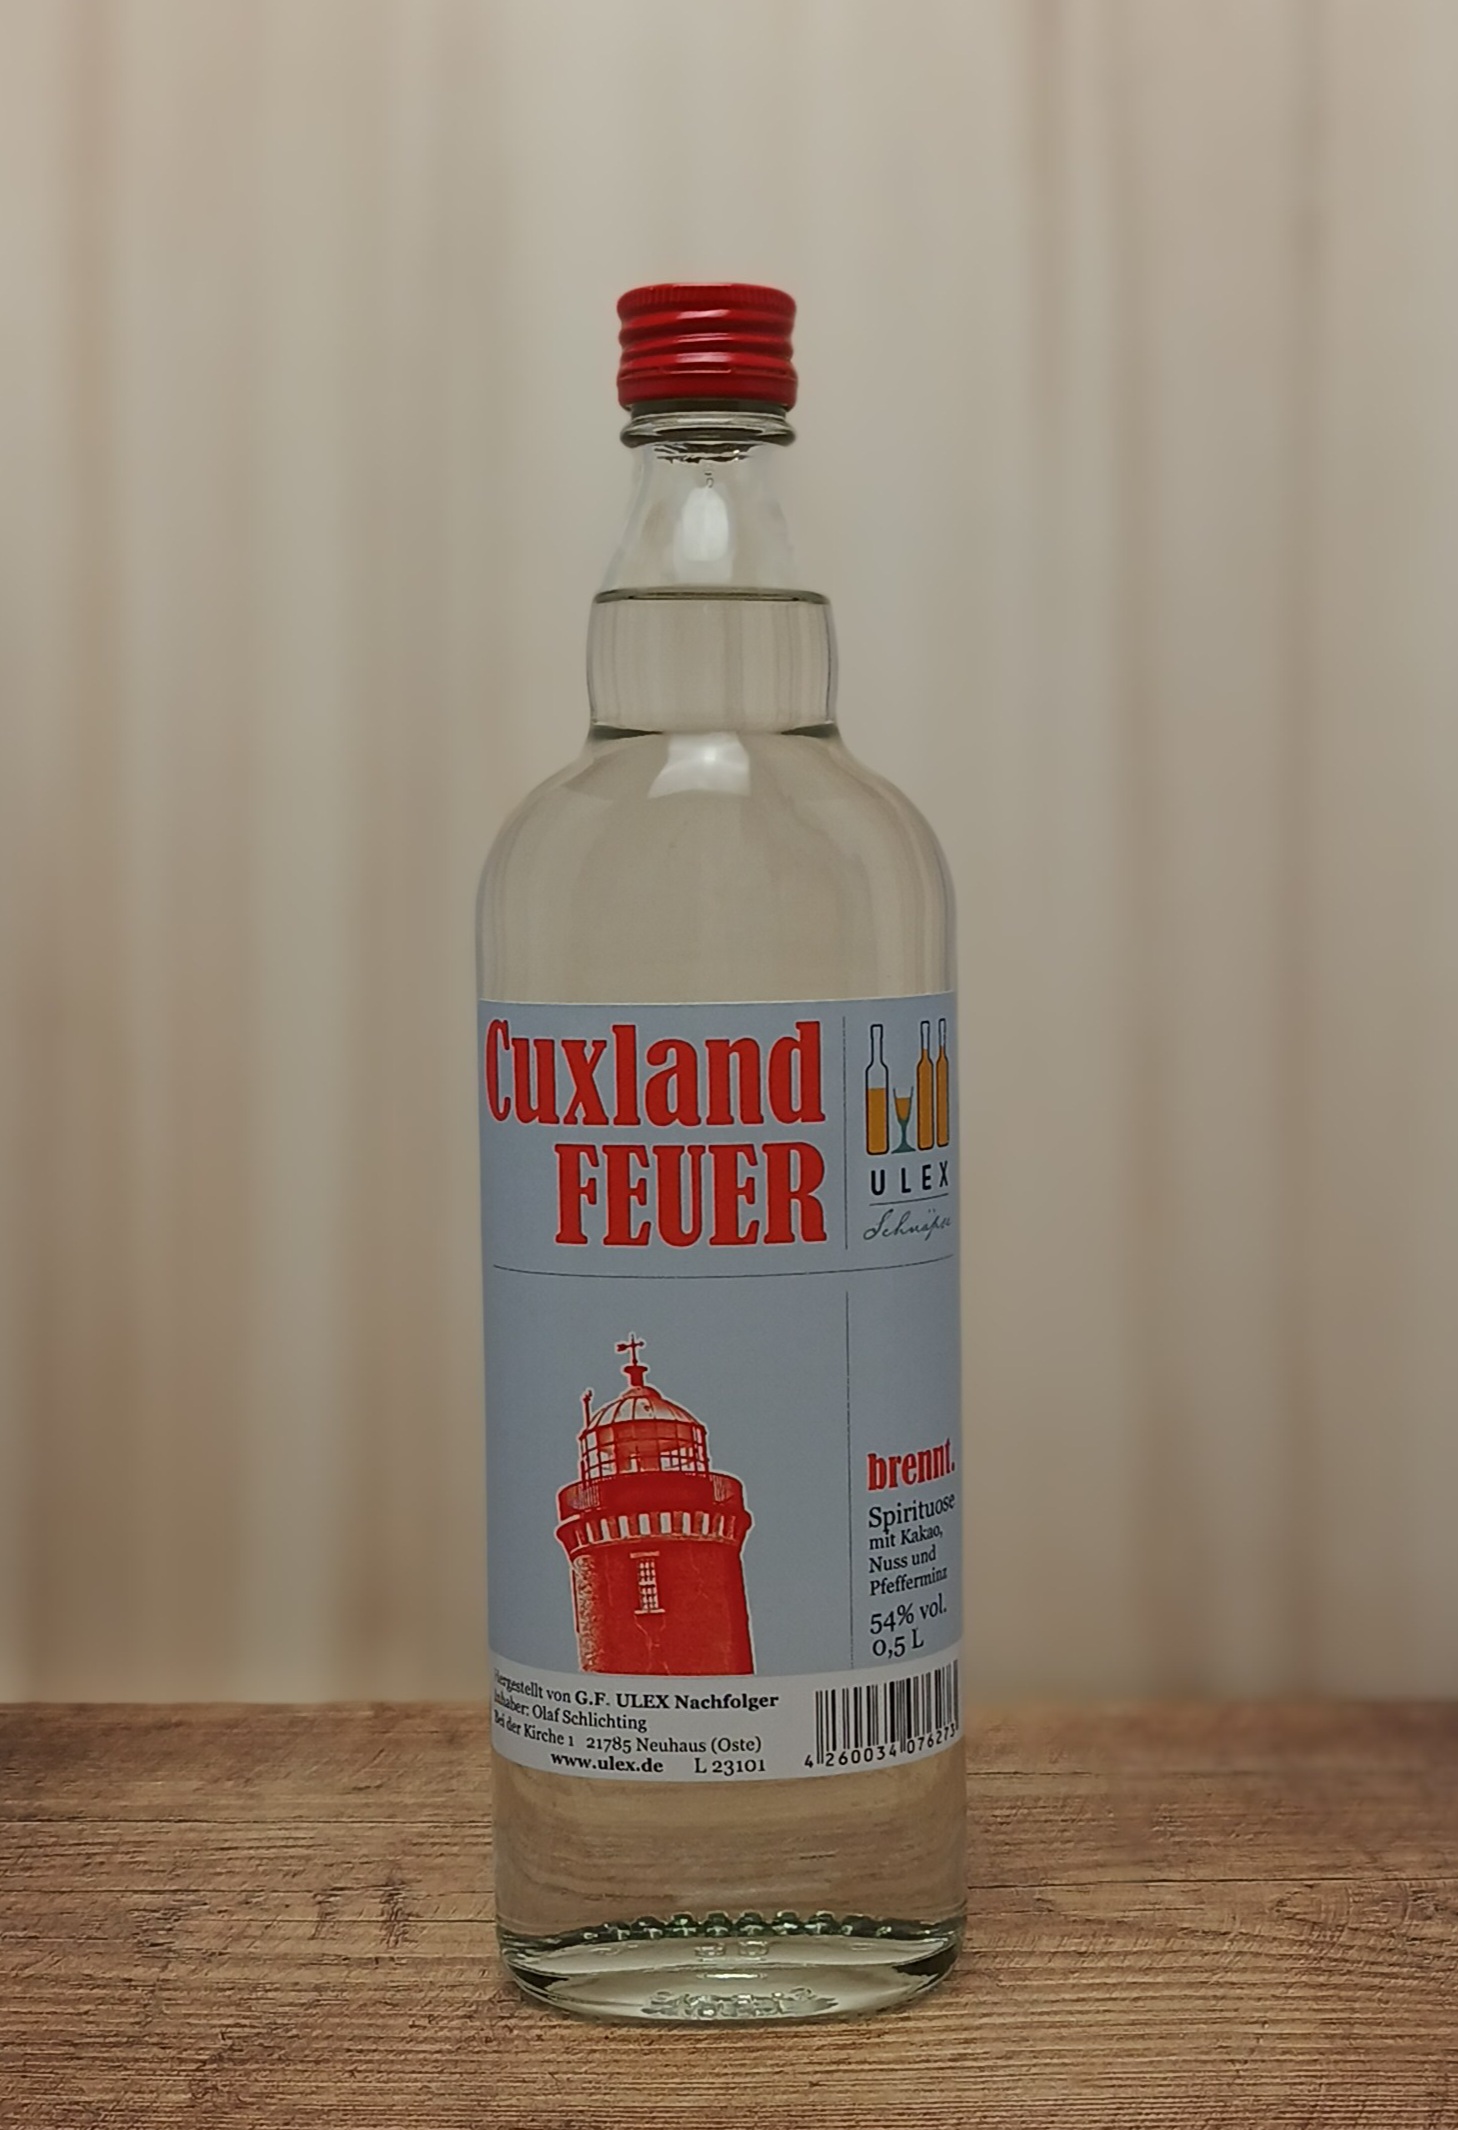 Cuxland
FEUER
ULEX
Schnäpse
brennt.
Spirituose
mit Kakao,
Nuss und
Pfefferminz
54% vol.
0,5 L
Hergestellt von G.F. ULEX Nachfolger
Inhaber: Olaf Schlichting
Bei der Kirche 1 21785 Neuhaus (Oste)
www.ulex.de L 23101
4 260034 076273